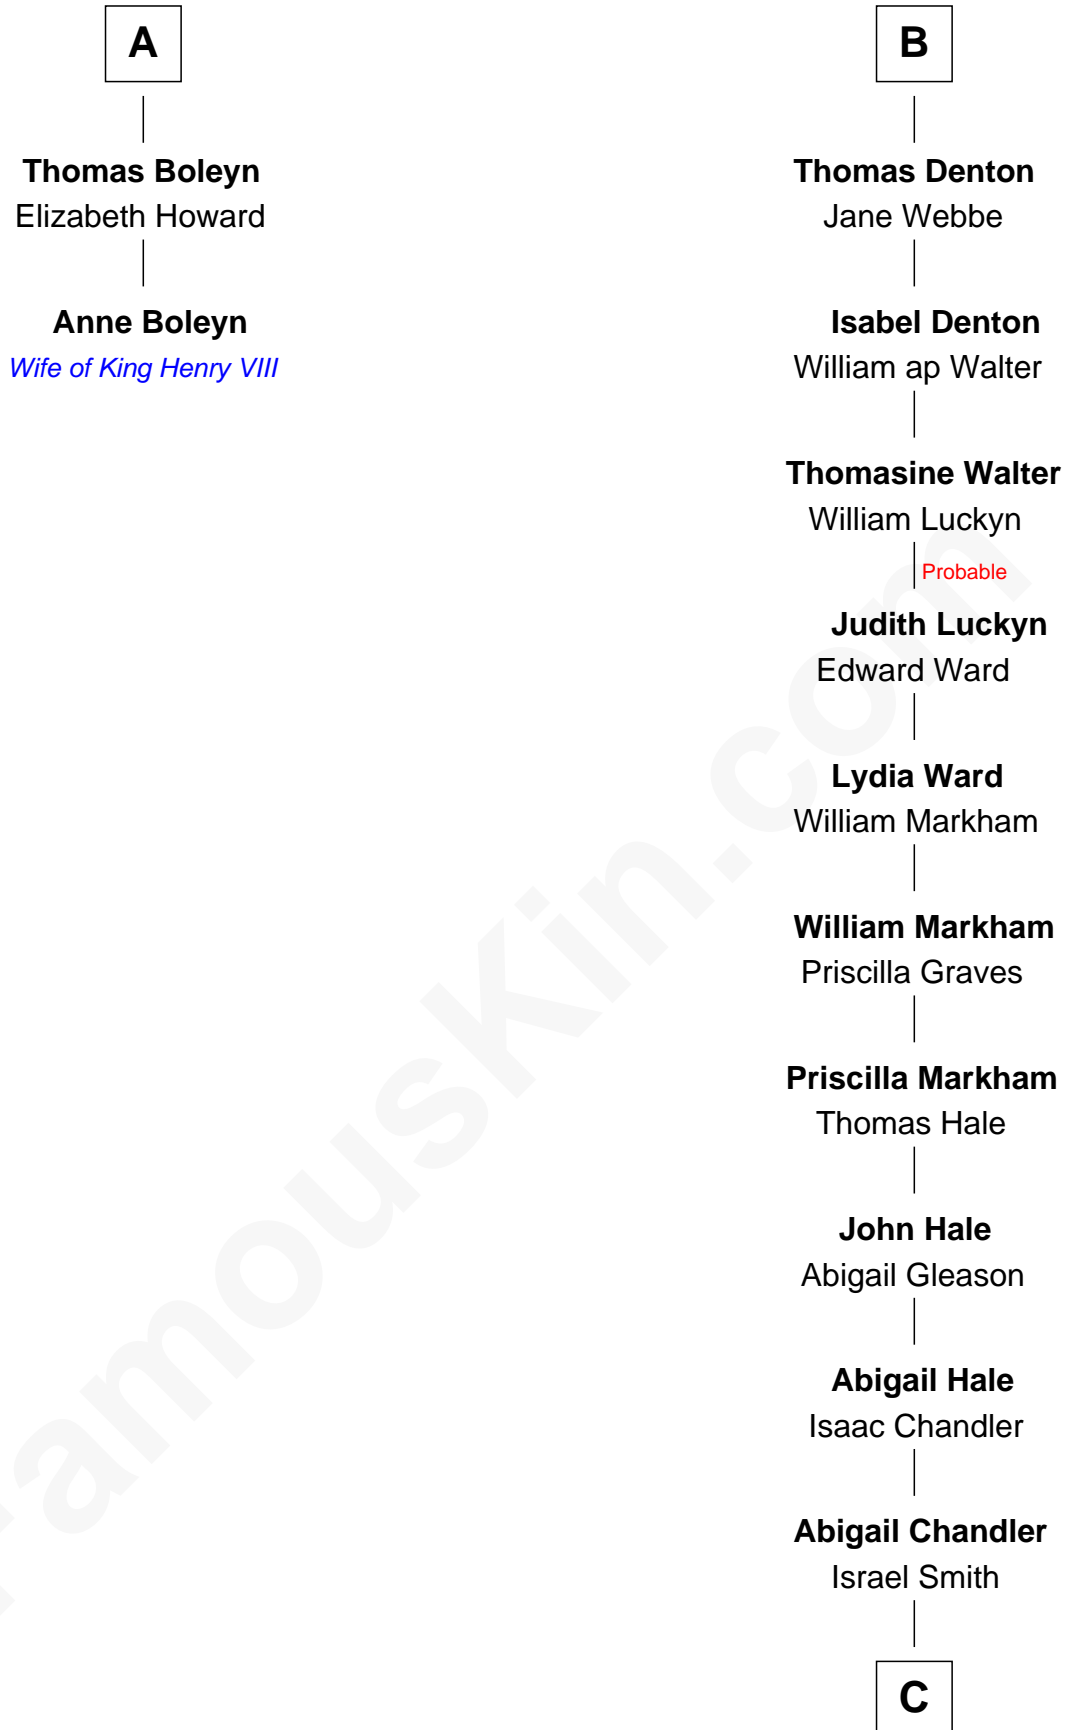 A
Thomas Boleyn
Elizabeth Howard
Anne Boleyn
Wife of King Henry VIII
B
Thomas Denton
Jane Webbe
Isabel Denton
William ap Walter
Thomasine Walter
William Luckyn
Probable
Judith Luckyn
Edward Ward
Lydia Ward
William Markham
William Markham
Priscilla Graves
Priscilla Markham
Thomas Hale
John Hale
Abigail Gleason
Abigail Hale
Isaac Chandler
Abigail Chandler
Israel Smith
C
FamousKin.com